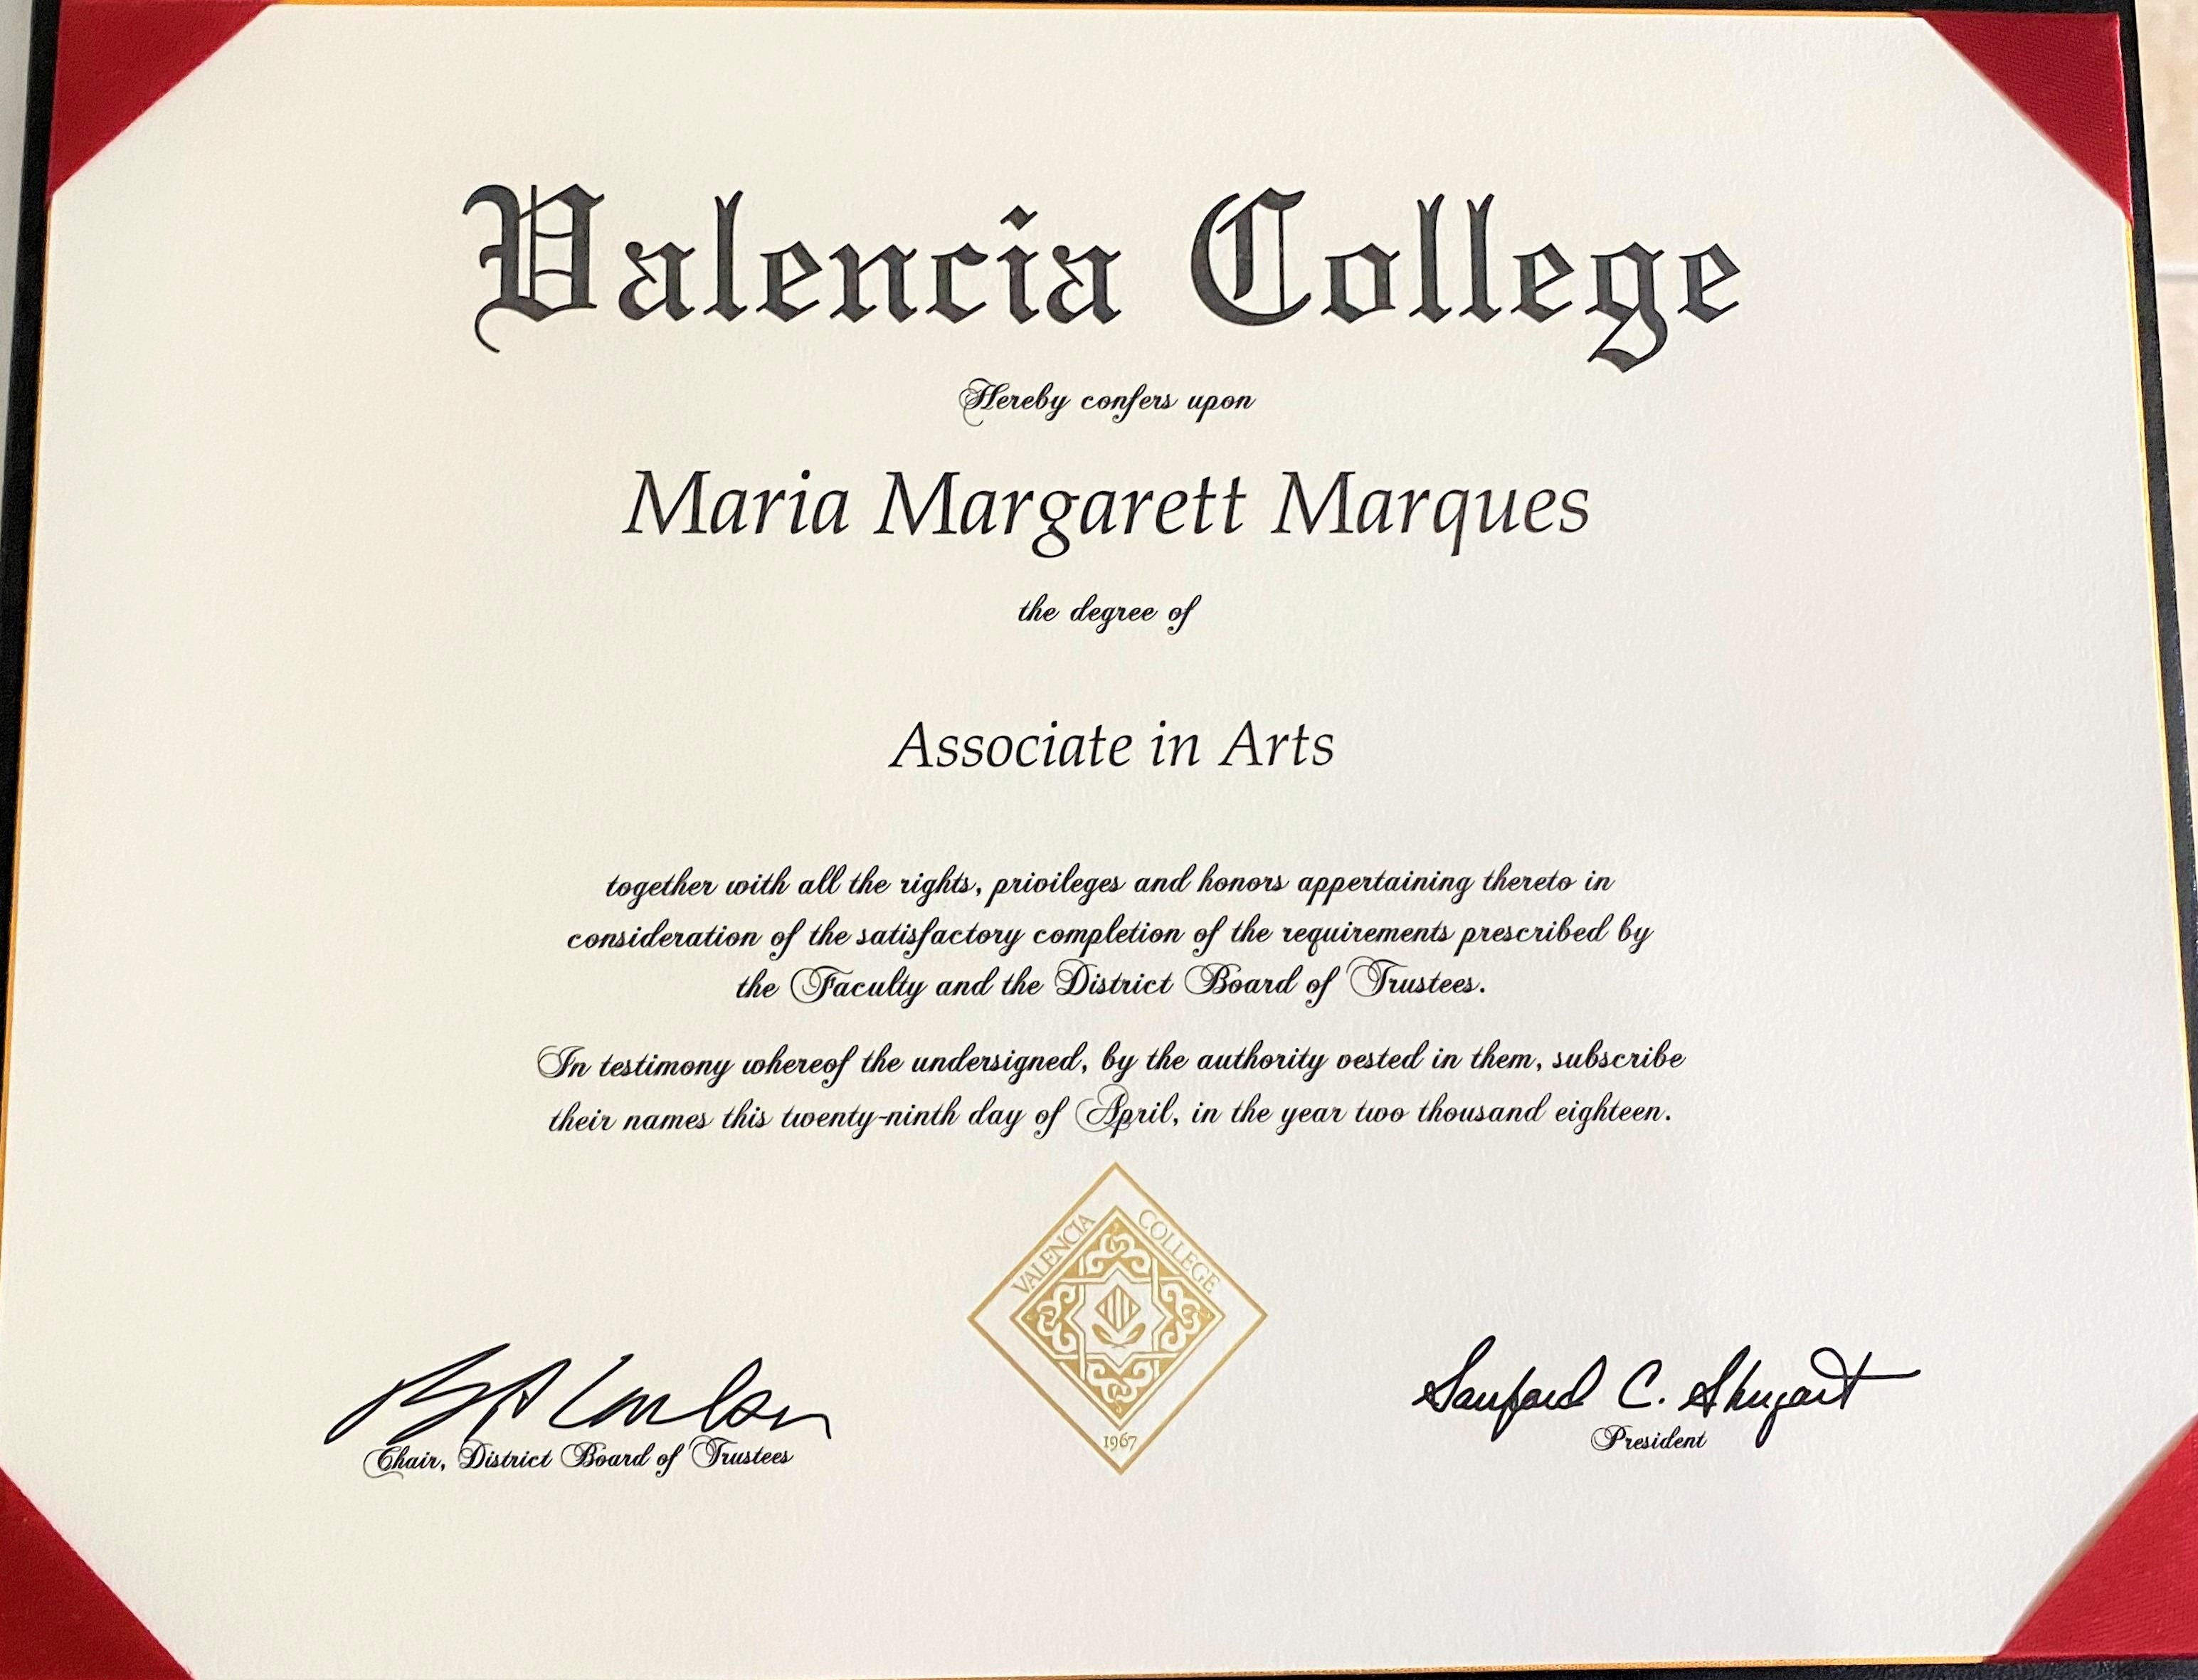 Valencia College
Hereby confers upon
Maria Margarett Marques
the degree of
Associate in Arts
together with all the rights, privileges and honors appertaining thereto in
consideration of the satisfactory completion of the requirements prescribed by
the Faculty and the District Board of Trustees.
In testimony whereof the undersigned, by the authority vested in them, subscribe
their names this twenty-ninth day of April, in the year two thousand eighteen.
VALENCIA COLLEGE
1967
Chair, District Board of Trustees
Sanford C. Shugart
President